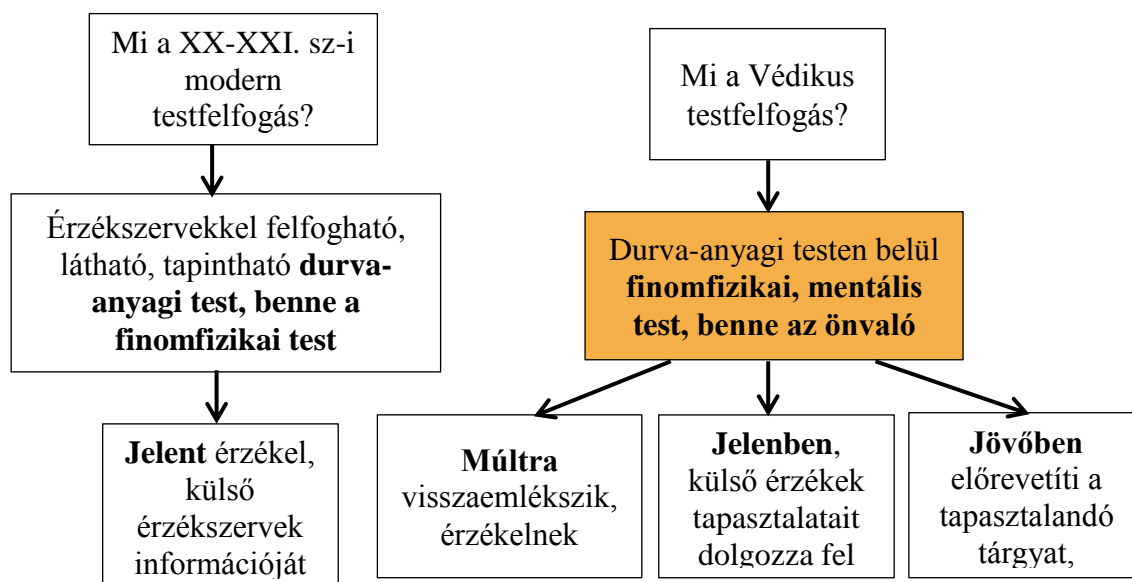 Mi a XX-XXI. sz-i
modern
testfelfogás?
Érzékszervekkel felfogható,
látható, tapintható durva-
anyagi test, benne a
finomfizikai test
Jelent érzékel,
külső
érzékszervek
információját
Mi a Védikus
testfelfogás?
Durva-anyagi testen belül
finomfizikai, mentális
test, benne az önvaló
Múltra
visszaemlékszik,
érzékelnek
Jelenben,
külső érzékek
tapasztalatait
dolgozza fel
Jövőben
előrevetíti a
tapasztalandó
tárgyat,